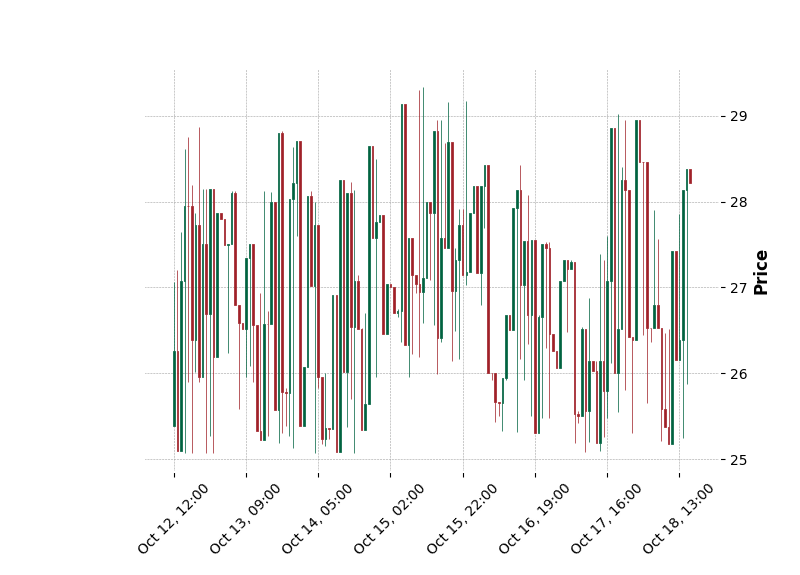 29
28
27
26
25
Price
Oct 12, 12:00
Oct 13, 09:00
Oct 14, 05:00
Oct 15, 02:00
Oct 15, 22:00
Oct 16, 19:00
Oct 17, 16:00
Oct 18, 13:00